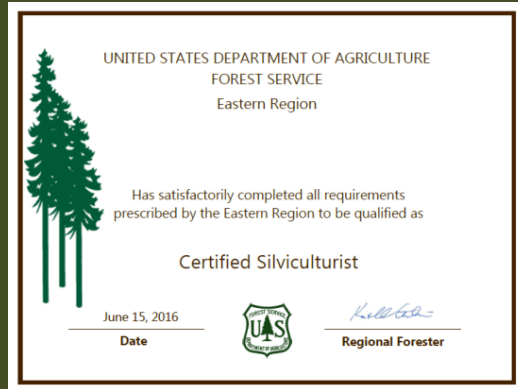 UNITED STATES DEPARTMENT OF AGRICULTURE
FOREST SERVICE
Eastern Region
Has satisfactorily completed all requirements
prescribed by the Eastern Region to be qualified as
Certified Silviculturist
June 15, 2016
Date
FOREST SERVICE
U S
DEPARTMENT OF AGRICULTURE
Regional Forester